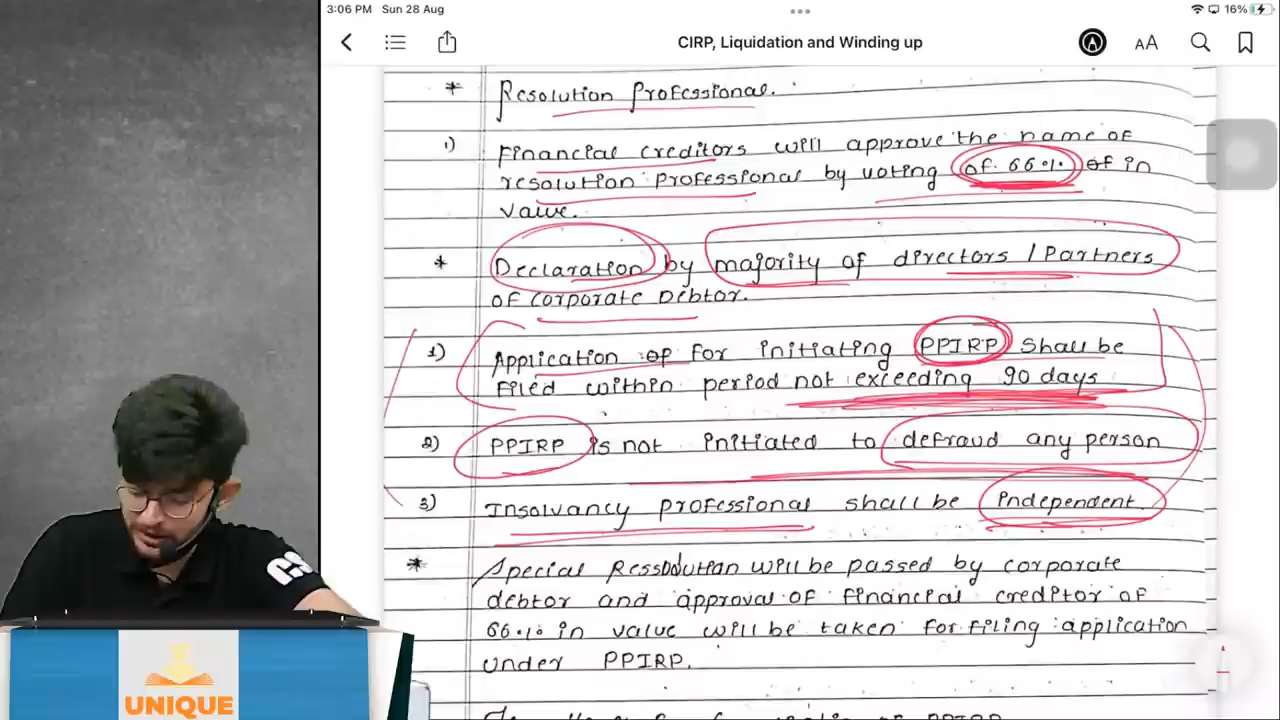 3:06 PM Sun 28 Aug
16%
CIRP, Liquidation and Winding up
AA
* Resolution Professional.
1) Financial creditors will approve the name of
resolution professional by voting of 66% of in
value.
* Declaration by majority of directors / Partners
of corporate Debtor.
1) Application of for initiating PPIRP shall be
filed within period not exceeding 90 days
2) PPIRP is not initiated to defraud any person
3) Insolvancy professional shall be independent.
* Special Ressolution will be passed by corporate
debtor and approval of financial creditor of
66% in value will be taken for filing application
under PPIRP.
CS
UNIQUE